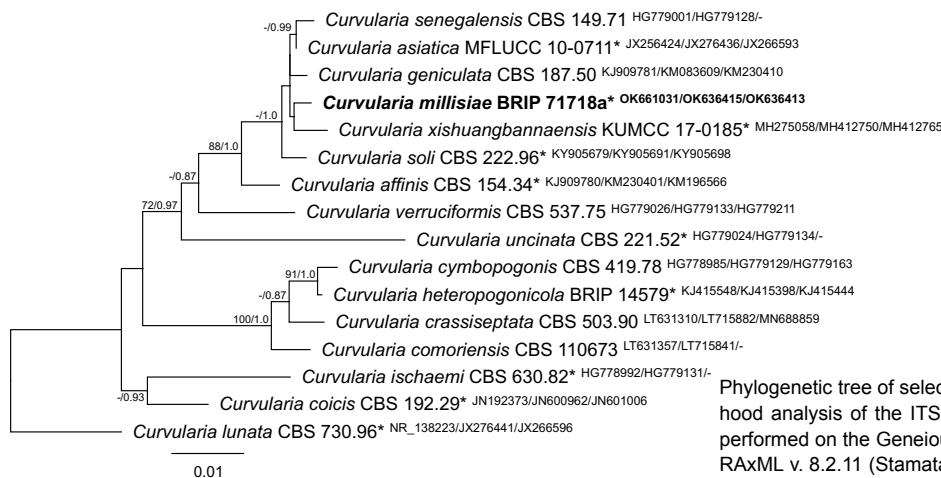 -/0.99
Curvularia senegalensis CBS 149.71 HG779001/HG779128/-
Curvularia asiatica MFLUCC 10-0711* JX256424/JX276436/JX266593
Curvularia geniculata CBS 187.50 KJ909781/KM083609/KM230410
Curvularia millisiae BRIP 71718a* OK661031/OK636415/OK636413
-/1.0
Curvularia xishuangbannaensis KUMCC 17-0185* MH275058/MH412750/MH412765
88/1.0
Curvularia soli CBS 222.96* KY905679/KY905691/KY905698
-/0.87
Curvularia affinis CBS 154.34* KJ909780/KM230401/KM196566
72/0.97
Curvularia verruciformis CBS 537.75 HG779026/HG779133/HG779211
Curvularia uncinata CBS 221.52* HG779024/HG779134/-
91/1.0
Curvularia cymbopogonis CBS 419.78 HG778985/HG779129/HG779163
-/0.87
Curvularia heteropogonicola BRIP 14579* KJ415548/KJ415398/KJ415444
100/1.0
Curvularia crassiseptata CBS 503.90 LT631310/LT715882/MN688859
Curvularia comoriensis CBS 110673 LT631357/LT715841/-
Curvularia ischaemi CBS 630.82* HG778992/HG779131/-
-/0.93
Curvularia coicis CBS 192.29* JN192373/JN600962/JN601006
Curvularia lunata CBS 730.96* NR_138223/JX276441/JX266596
0.01
Phylogenetic tree of selec
hood analysis of the ITS
performed on the Geneiou
RAxML v. 8.2.11 (Stamata